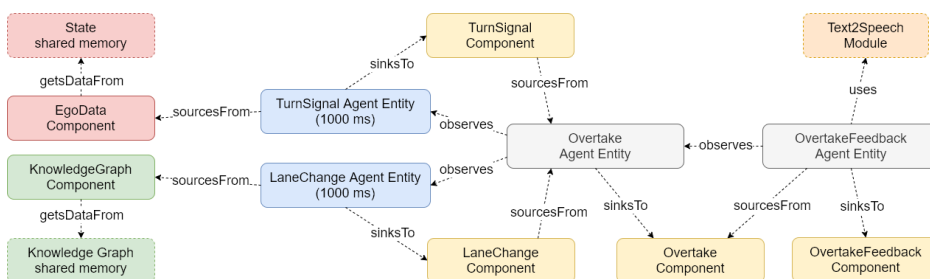 State
shared memory
TurnSignal
Component
Text2Speech
Module
getsDataFrom
sinksTo
sourcesFrom
uses
EgoData
Component
sourcesFrom
TurnSignal Agent Entity
(1000 ms)
observes
Overtake
Agent Entity
observes
OvertakeFeedback
Agent Entity
KnowledgeGraph
Component
sourcesFrom
LaneChange Agent Entity
(1000 ms)
observes
getsDataFrom
sinksTo
sourcesFrom
sinksTo
sourcesFrom
sinksTo
Knowledge Graph
shared memory
LaneChange
Component
Overtake
Component
OvertakeFeedback
Component